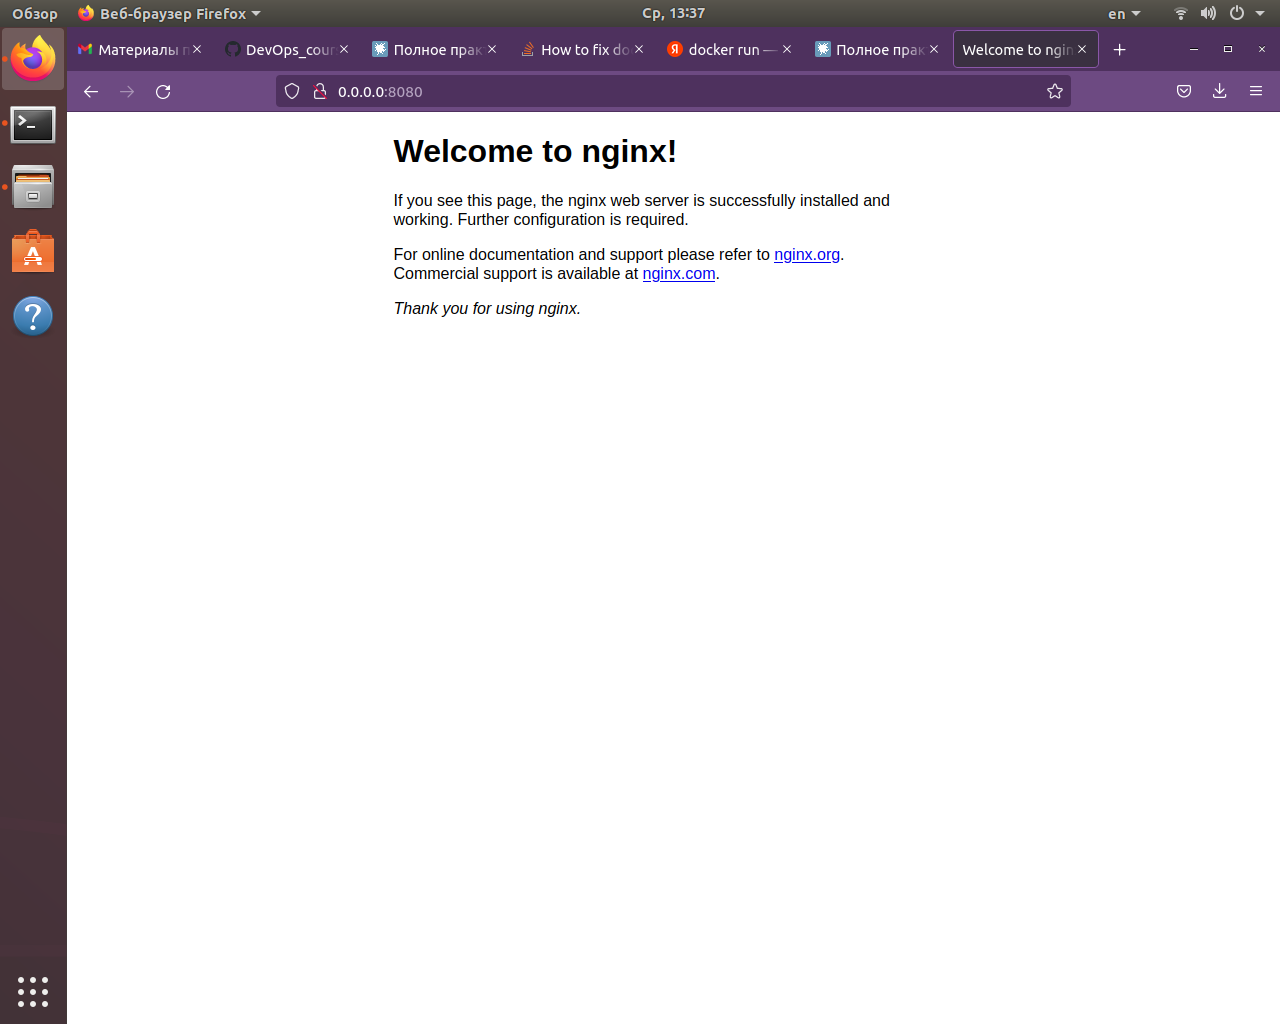 Обзор Веб-браузер Firefox Ср, 13:37 en
Материалы п DevOps_cour Полное прак How to fix do docker run — Полное прак Welcome to ngin
0.0.0.0:8080
Welcome to nginx!
If you see this page, the nginx web server is successfully installed and
working. Further configuration is required.
For online documentation and support please refer to nginx.org.
Commercial support is available at nginx.com.
Thank you for using nginx.